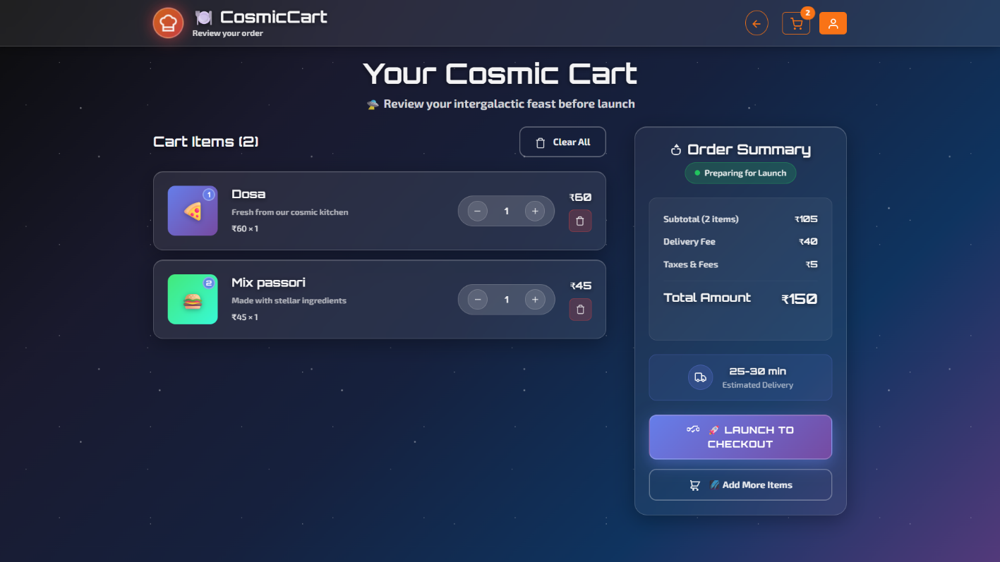 🍽️ CosmicCart
Review your order
2
Your Cosmic Cart
🛸 Review your intergalactic feast before launch
Cart Items (2)
Clear All
1
Dosa
Fresh from our cosmic kitchen
₹60 × 1
1
₹60
2
Mix passori
Made with stellar ingredients
₹45 × 1
1
₹45
Order Summary
Preparing for Launch
Subtotal (2 items) ₹105
Delivery Fee ₹40
Taxes & Fees ₹5
Total Amount ₹150
25-30 min
Estimated Delivery
🚀 LAUNCH TO
CHECKOUT
Add More Items